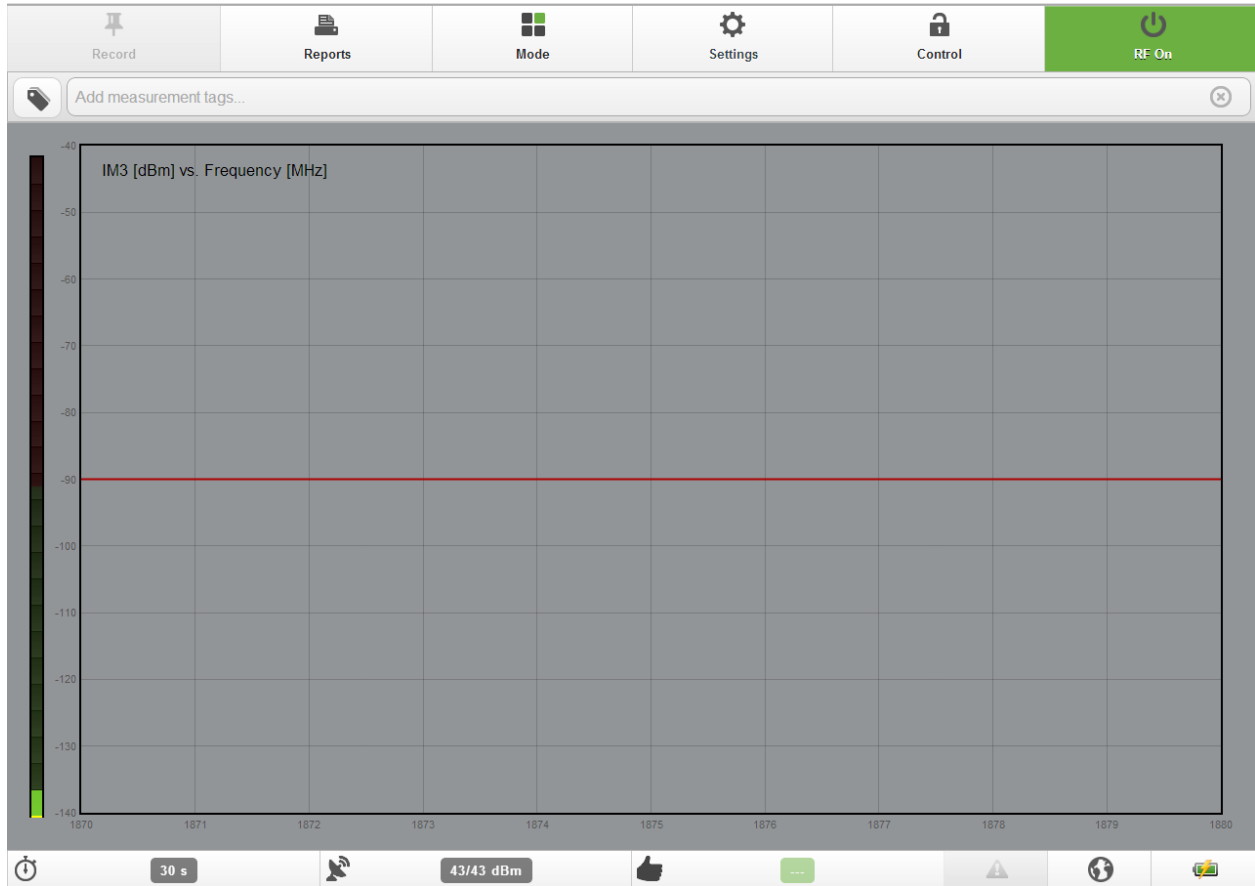 Record
Reports
Mode
Settings
Control
RF On
Add measurement tags...
IM3 [dBm] vs. Frequency [MHz]
-40
-50
-60
-70
-80
-90
-100
-110
-120
-130
-140
1870
1871
1872
1873
1874
1875
1876
1877
1878
1879
1880
30 s
43/43 dBm
---